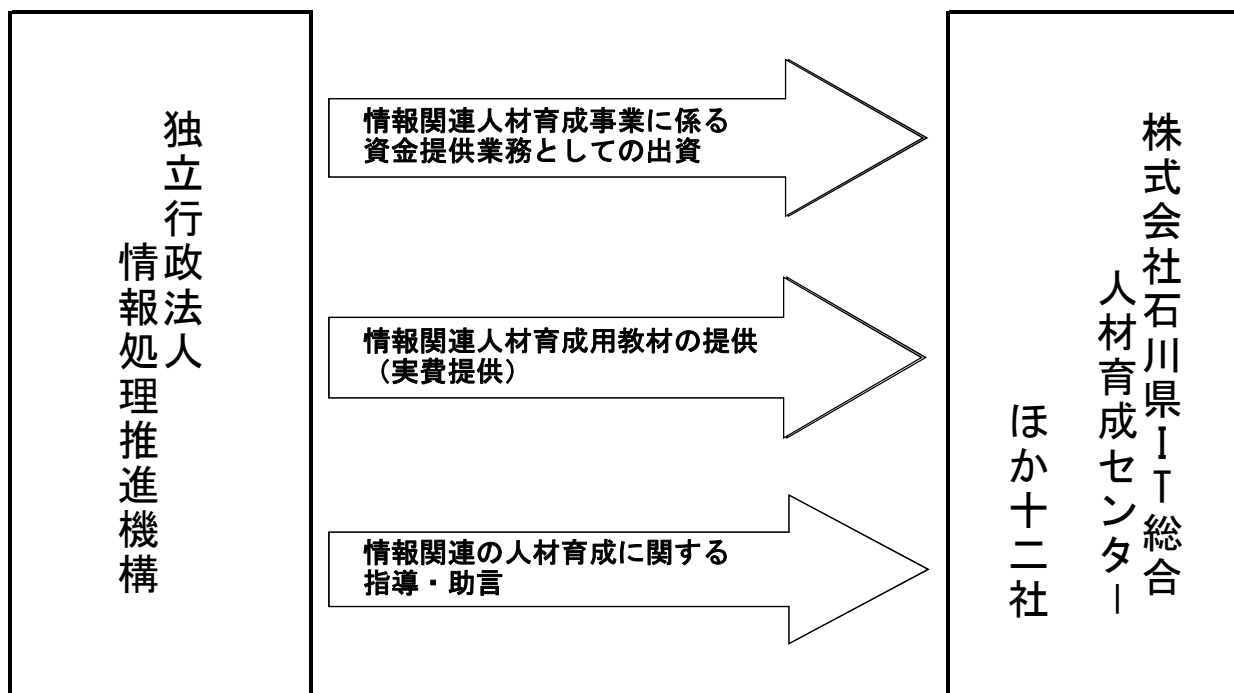 独立行政法人
情報処理推進機構
情報関連人材育成事業に係る
資金提供業務としての出資
情報関連人材育成用教材の提供
（実費提供）
情報関連の人材育成に関する
指導・助言
株式会社石川県ＩＴ総合
人材育成センター
ほか十二社